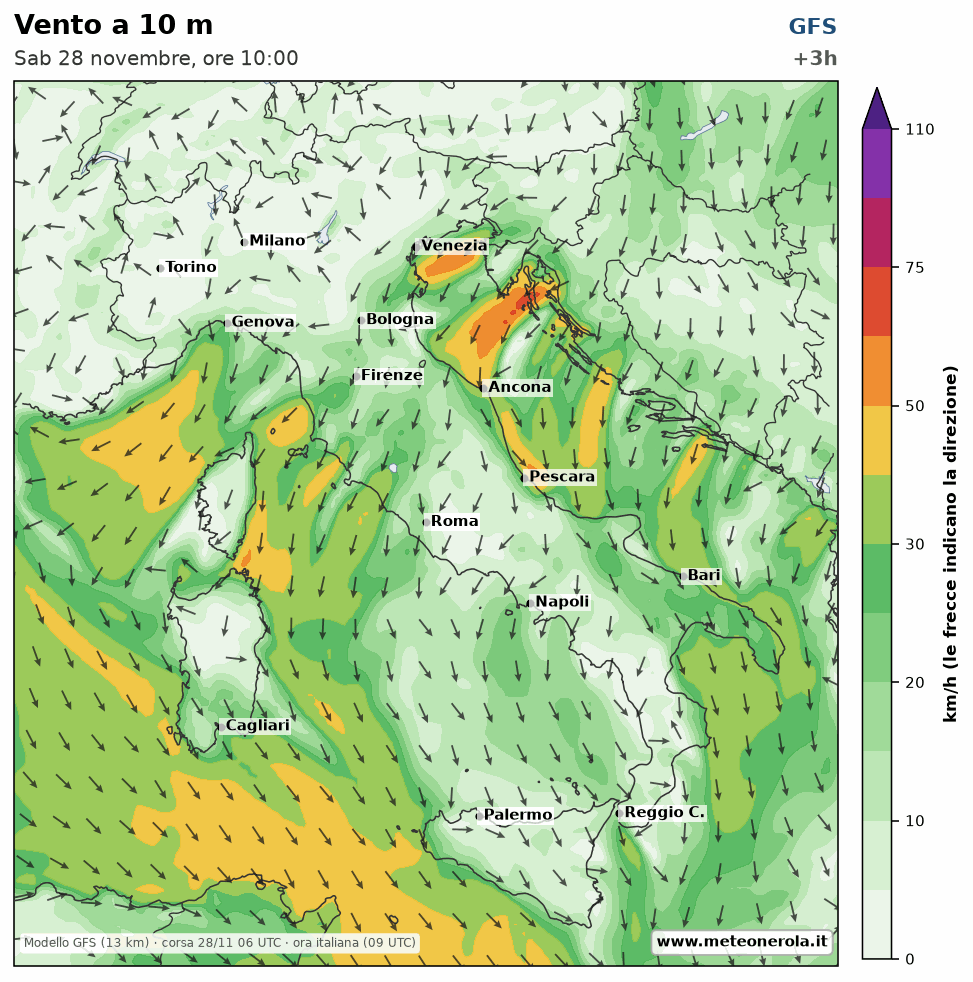 Vento a 10 m
GFS
Sab 28 novembre, ore 10:00
+3h
Venezia
Milano
Torino
Genova
Bologna
Firenze
Ancona
Pescara
Roma
Bari
Napoli
Cagliari
Palermo
Reggio C.
110
75
50
30
20
10
0
km/h (le frecce indicano la direzione)
Modello GFS (13 km) · corsa 28/11 06 UTC · ora italiana (09 UTC)
www.meteonerola.it